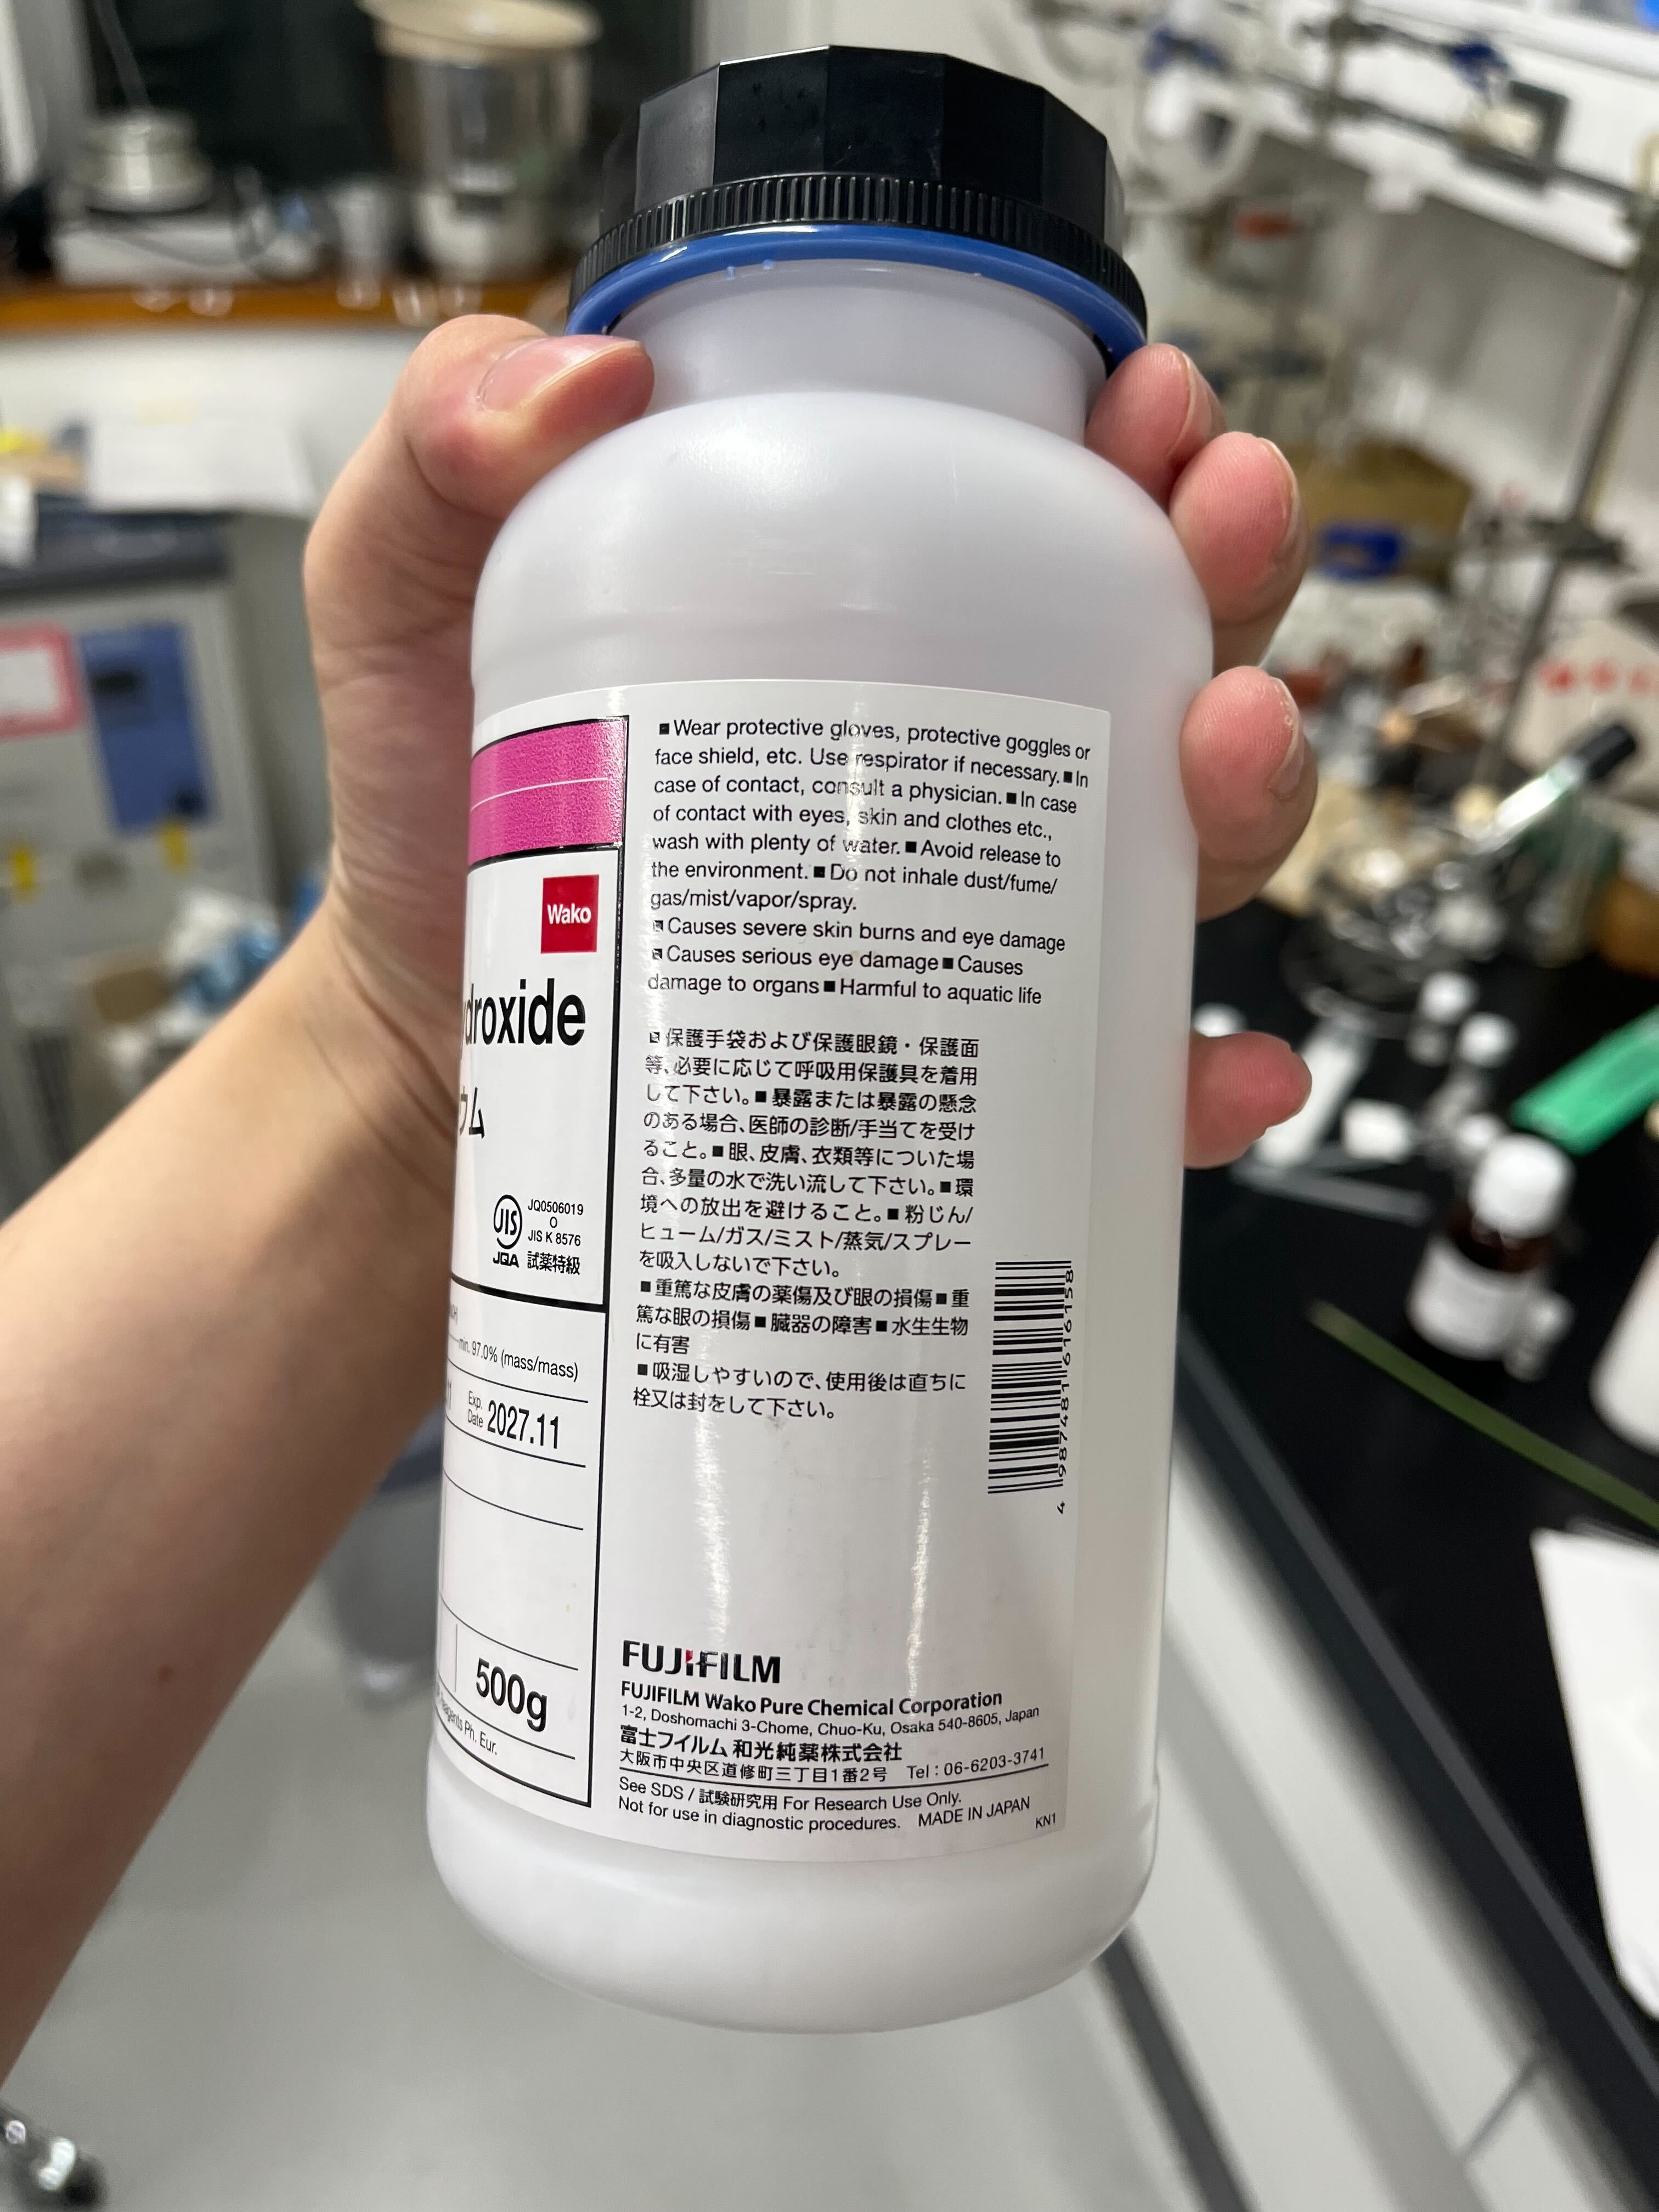 ■Wear protective gloves, protective goggles or
face shield, etc. Use respirator if necessary.■In
case of contact, consult a physician.■In case
of contact with eyes, skin and clothes etc.,
wash with plenty of water.■Avoid release to
the environment.■Do not inhale dust/fume/
gas/mist/vapor/spray.
■Causes severe skin burns and eye damage
■Causes serious eye damage■Causes
damage to organs■Harmful to aquatic life
■保護手袋および保護眼鏡・保護面
等、必要に応じて呼吸用保護具を着用
して下さい。■暴露または暴露の懸念
のある場合、医師の診断/手当てを受け
ること。■眼、皮膚、衣類等についた場
合、多量の水で洗い流して下さい。■環
境への放出を避けること。■粉じん/
ヒューム/ガス/ミスト/蒸気/スプレー
を吸入しないで下さい。
■重篤な皮膚の薬傷及び眼の損傷■重
篤な眼の損傷■臓器の障害■水生生物
に有害
■吸湿しやすいので、使用後は直ちに
栓又は封をして下さい。
4 987481 616158
FUJIFILM
FUJIFILM Wako Pure Chemical Corporation
1-2, Doshomachi 3-Chome, Chuo-Ku, Osaka 540-8605, Japan
富士フイルム 和光純薬株式会社
大阪市中央区道修町三丁目1番2号 Tel：06-6203-3741
See SDS / 試験研究用 For Research Use Only.
Not for use in diagnostic procedures. MADE IN JAPAN
KN1
Wako
droxide
ウム
JIS
JQA
JQ0506019
O
JIS K 8576
試薬特級
min. 97.0% (mass/mass)
Exp.
Date 2027.11
500g
Reagents Ph. Eur.